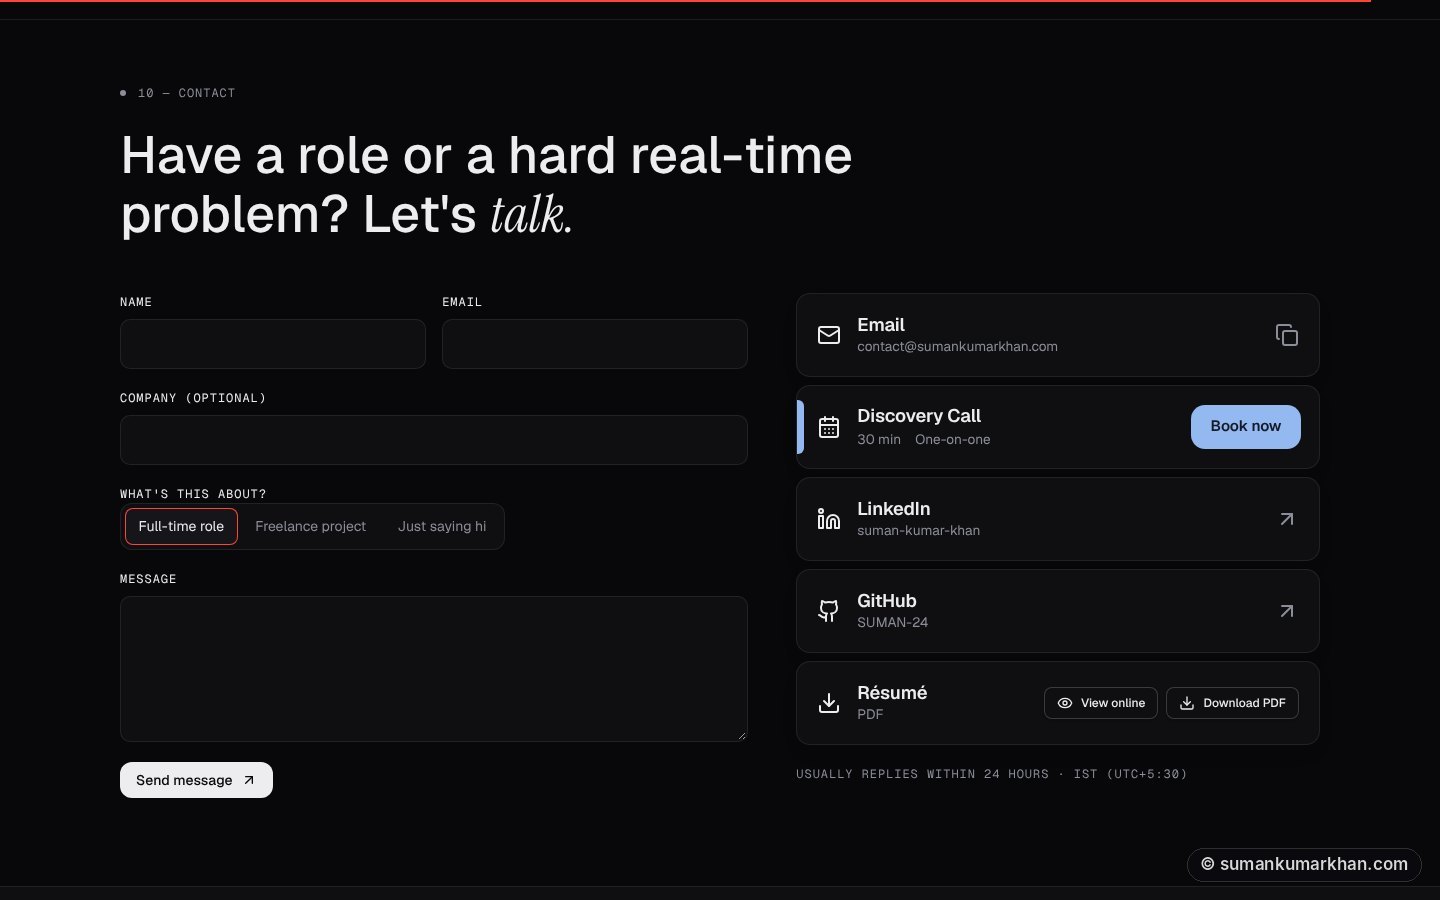 10 — CONTACT
Have a role or a hard real-time
problem? Let's talk.
NAME
EMAIL
COMPANY (OPTIONAL)
WHAT'S THIS ABOUT?
Full-time role
Freelance project
Just saying hi
MESSAGE
Send message
Email
contact@sumankumarkhan.com
Discovery Call
30 min One-on-one
Book now
LinkedIn
suman-kumar-khan
GitHub
SUMAN-24
Résumé
PDF
View online
Download PDF
USUALLY REPLIES WITHIN 24 HOURS · IST (UTC+5:30)
© sumankumarkhan.com